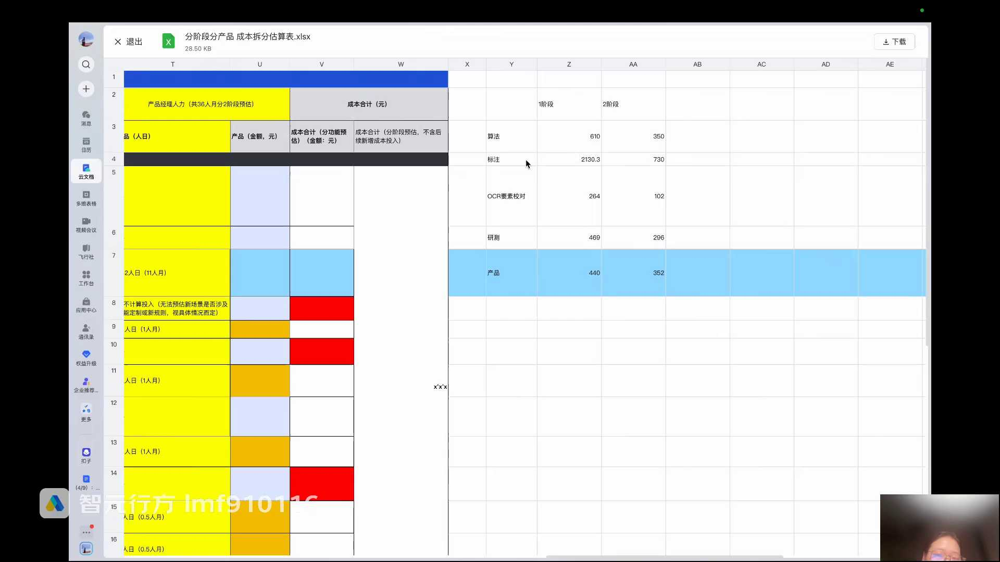 退出
分阶段分产品 成本拆分估算表.xlsx
28.50 KB
下载
T U V W X Y Z AA AB AC AD AE
1
2 产品经理人力（共36人月分2阶段预估） 成本合计（元） 1阶段 2阶段
3 品（人日） 产品（金额，元） 成本合计（分功能预
估）（金额：元） 成本合计（分阶段预估，不含后
续新增成本投入） 算法 610 350
4 标注 2130.3 730
5 OCR要素校对 264 102
6 研测 469 296
7 2人日（11人月） 产品 440 352
8 不计算投入（无法预估新场景是否涉及
能定制或新规则，视具体情况而定）
9 人日（1人月）
10
11 人日（1人月） x'x'x
12
13 人日（1人月）
14
15 人日（0.5人月）
16 人日（0.5人月）
消息
25
日历
云文档
多维表格
视频会议
飞行社
工作台
应用中心
通讯录
权益升级
企业推荐...
更多
扣子
(4/9)：...
智元行方 lmf910116